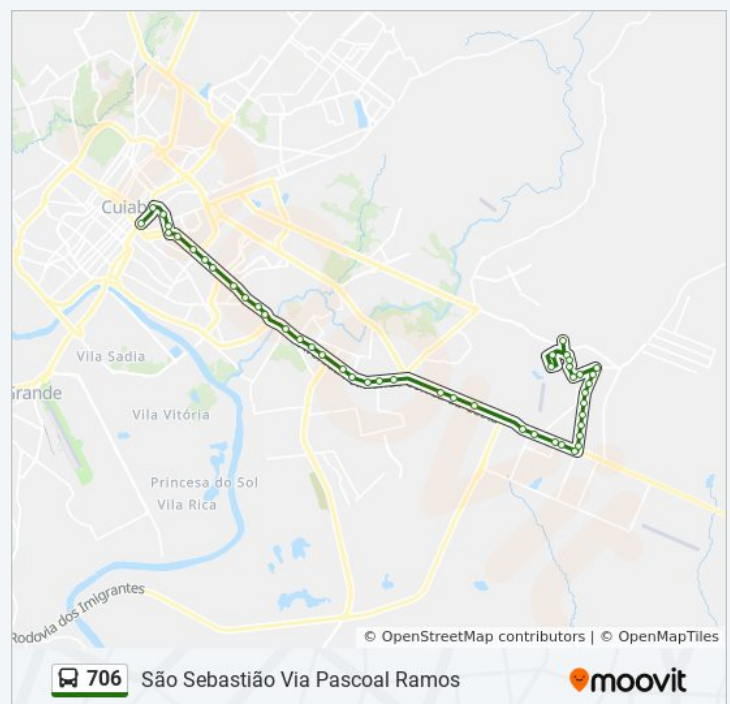 Cuiab
Vila Sadia
Grande
Vila Vitória
Princesa do Sol
Vila Rica
Rodovia dos Imigrantes
© OpenStreetMap contributors | © OpenMapTiles
706 São Sebastião Via Pascoal Ramos
moovit